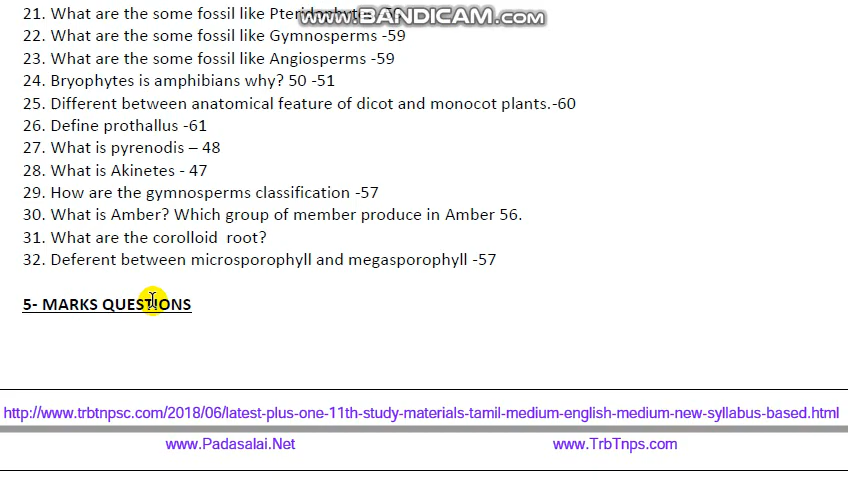 21. What are the some fossil like
www.BANDICAM.com
22. What are the some fossil like Gymnosperms -59
23. What are the some fossil like Angiosperms -59
24. Bryophytes is amphibians why? 50 -51
25. Different between anatomical feature of dicot and monocot plants.-60
26. Define prothallus -61
27. What is pyrenodis – 48
28. What is Akinetes - 47
29. How are the gymnosperms classification -57
30. What is Amber? Which group of member produce in Amber 56.
31. What are the corolloid root?
32. Deferent between microsporophyll and megasporophyll -57
5- MARKS QUESTIONS
http://www.trbtnpsc.com/2018/06/latest-plus-one-11th-study-materials-tamil-medium-english-medium-new-syllabus-based.html
www.Padasalai.Net www.TrbTnps.com